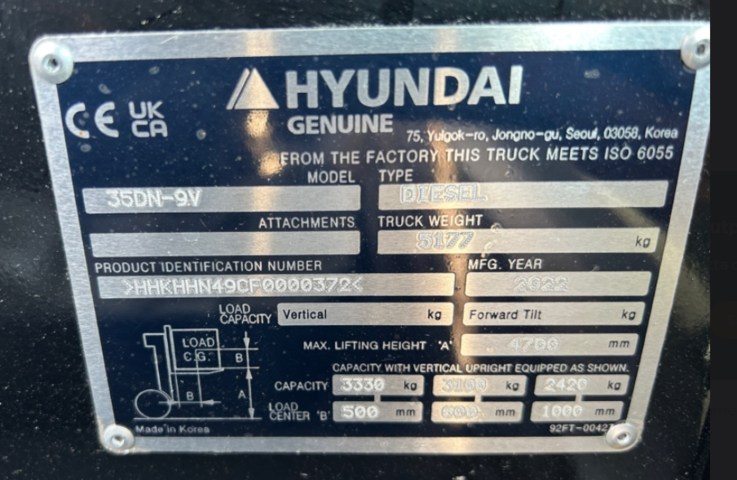 CE UK
CA
HYUNDAI
GENUINE
75, Yulgok-ro, Jongno-gu, Seoul, 03058, Korea
FROM THE FACTORY THIS TRUCK MEETS ISO 6055
MODEL TYPE
35DN-9V DIESEL
ATTACHMENTS TRUCK WEIGHT
5177 kg
PRODUCT IDENTIFICATION NUMBER MFG. YEAR
>HHKHHN49CF0000372< 2022
LOAD
CAPACITY Vertical kg Forward Tilt kg
MAX. LIFTING HEIGHT 'A' 4700 mm
CAPACITY WITH VERTICAL UPRIGHT EQUIPPED AS SHOWN.
CAPACITY 3330 kg kg 2420 kg
LOAD
CENTER 'B' 500 mm 600 mm 1000 mm
LOAD
C.G.
B
B A
Made in Korea